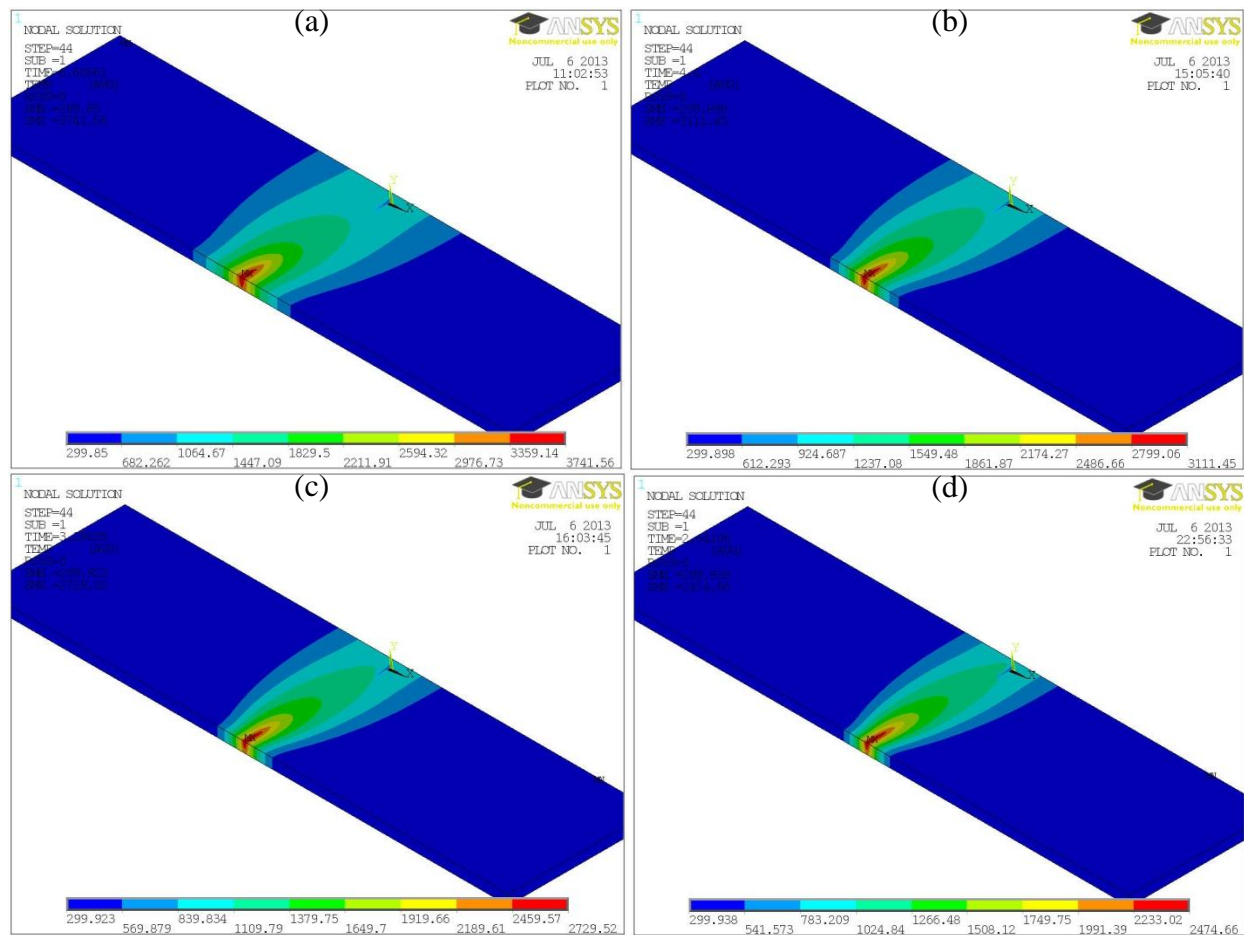 (a)
1
NODAL SOLUTION
STEP=44
SUB =1
ANSYS
Noncommercial use only
JUL 6 2013
11:02:53
PLOT NO. 1
Y
X
299.85 1064.67 1829.5 2594.32 3359.14
682.262 1447.09 2211.91 2976.73 3741.56
(b)
1
NODAL SOLUTION
STEP=44
SUB =1
ANSYS
Noncommercial use only
JUL 6 2013
15:05:40
PLOT NO. 1
Y
X
299.898 924.687 1549.48 2174.27 2799.06
612.293 1237.08 1861.87 2486.66 3111.45
(c)
1
NODAL SOLUTION
STEP=44
SUB =1
ANSYS
Noncommercial use only
JUL 6 2013
16:03:45
PLOT NO. 1
Y
X
299.923 839.834 1379.75 1919.66 2459.57
569.879 1109.79 1649.7 2189.61 2729.52
(d)
1
NODAL SOLUTION
STEP=44
SUB =1
ANSYS
Noncommercial use only
JUL 6 2013
22:56:33
PLOT NO. 1
Y
X
299.938 783.209 1266.48 1749.75 2233.02
541.573 1024.84 1508.12 1991.39 2474.66